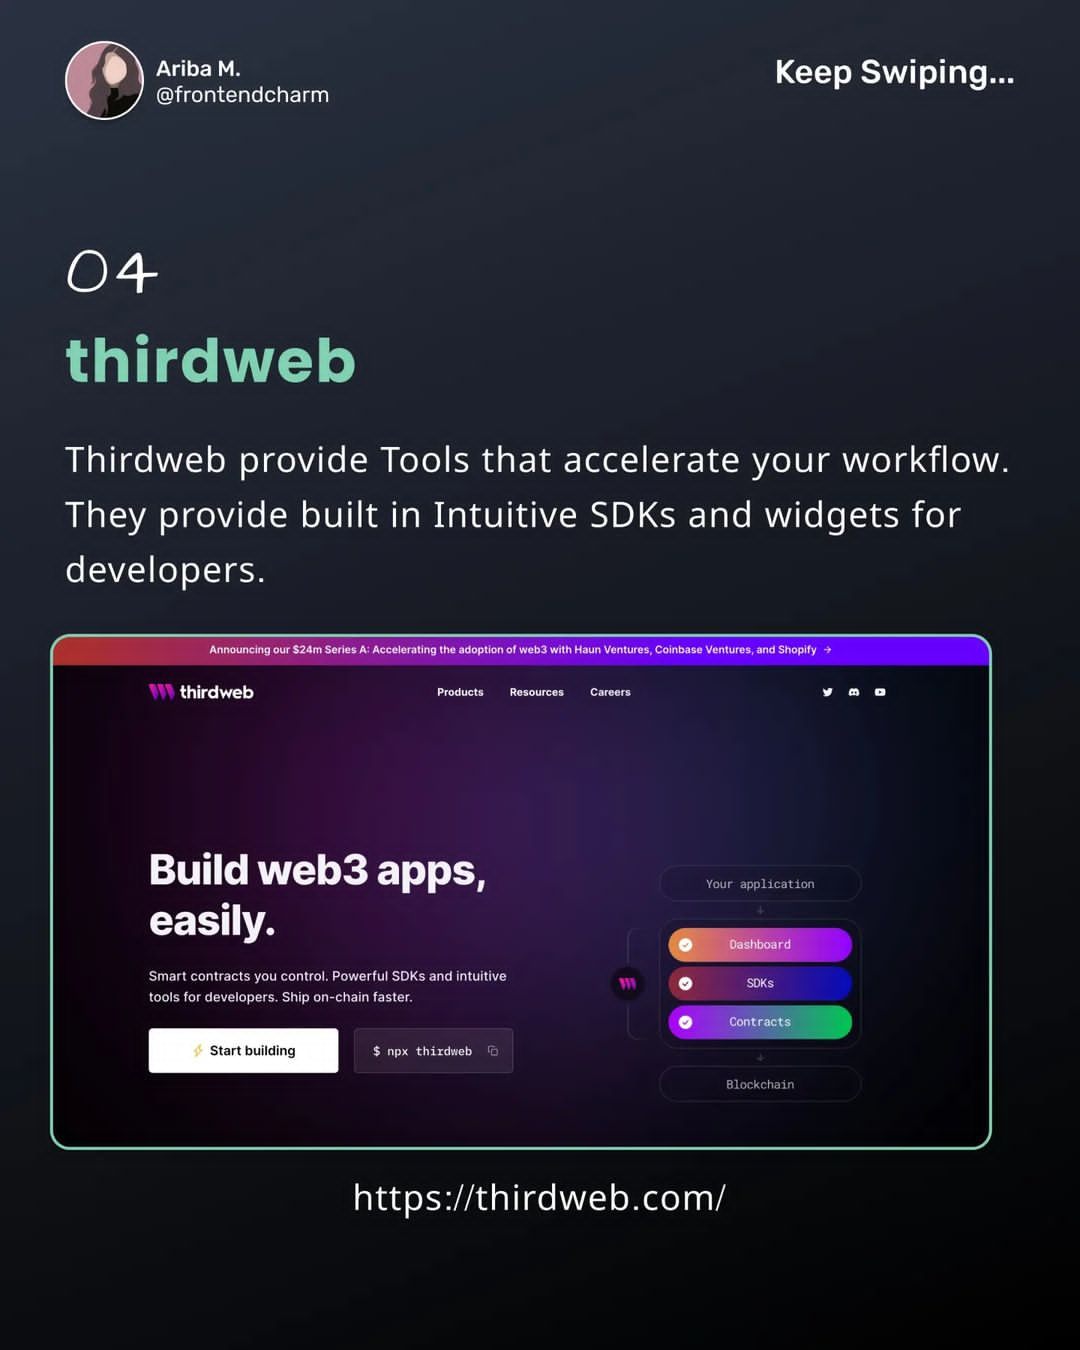 Ariba M.
@frontendcharm
Keep Swiping...
04
thirdweb
Thirdweb provide Tools that accelerate your workflow.
They provide built in Intuitive SDKs and widgets for
developers.
Announcing our $24m Series A: Accelerating the adoption of web3 with Haun Ventures, Coinbase Ventures, and Shopify →
thirdweb
Products Resources Careers
Build web3 apps,
easily.
Smart contracts you control. Powerful SDKs and intuitive
tools for developers. Ship on-chain faster.
Start building
$ npx thirdweb
Your application
Dashboard
SDKs
Contracts
Blockchain
https://thirdweb.com/